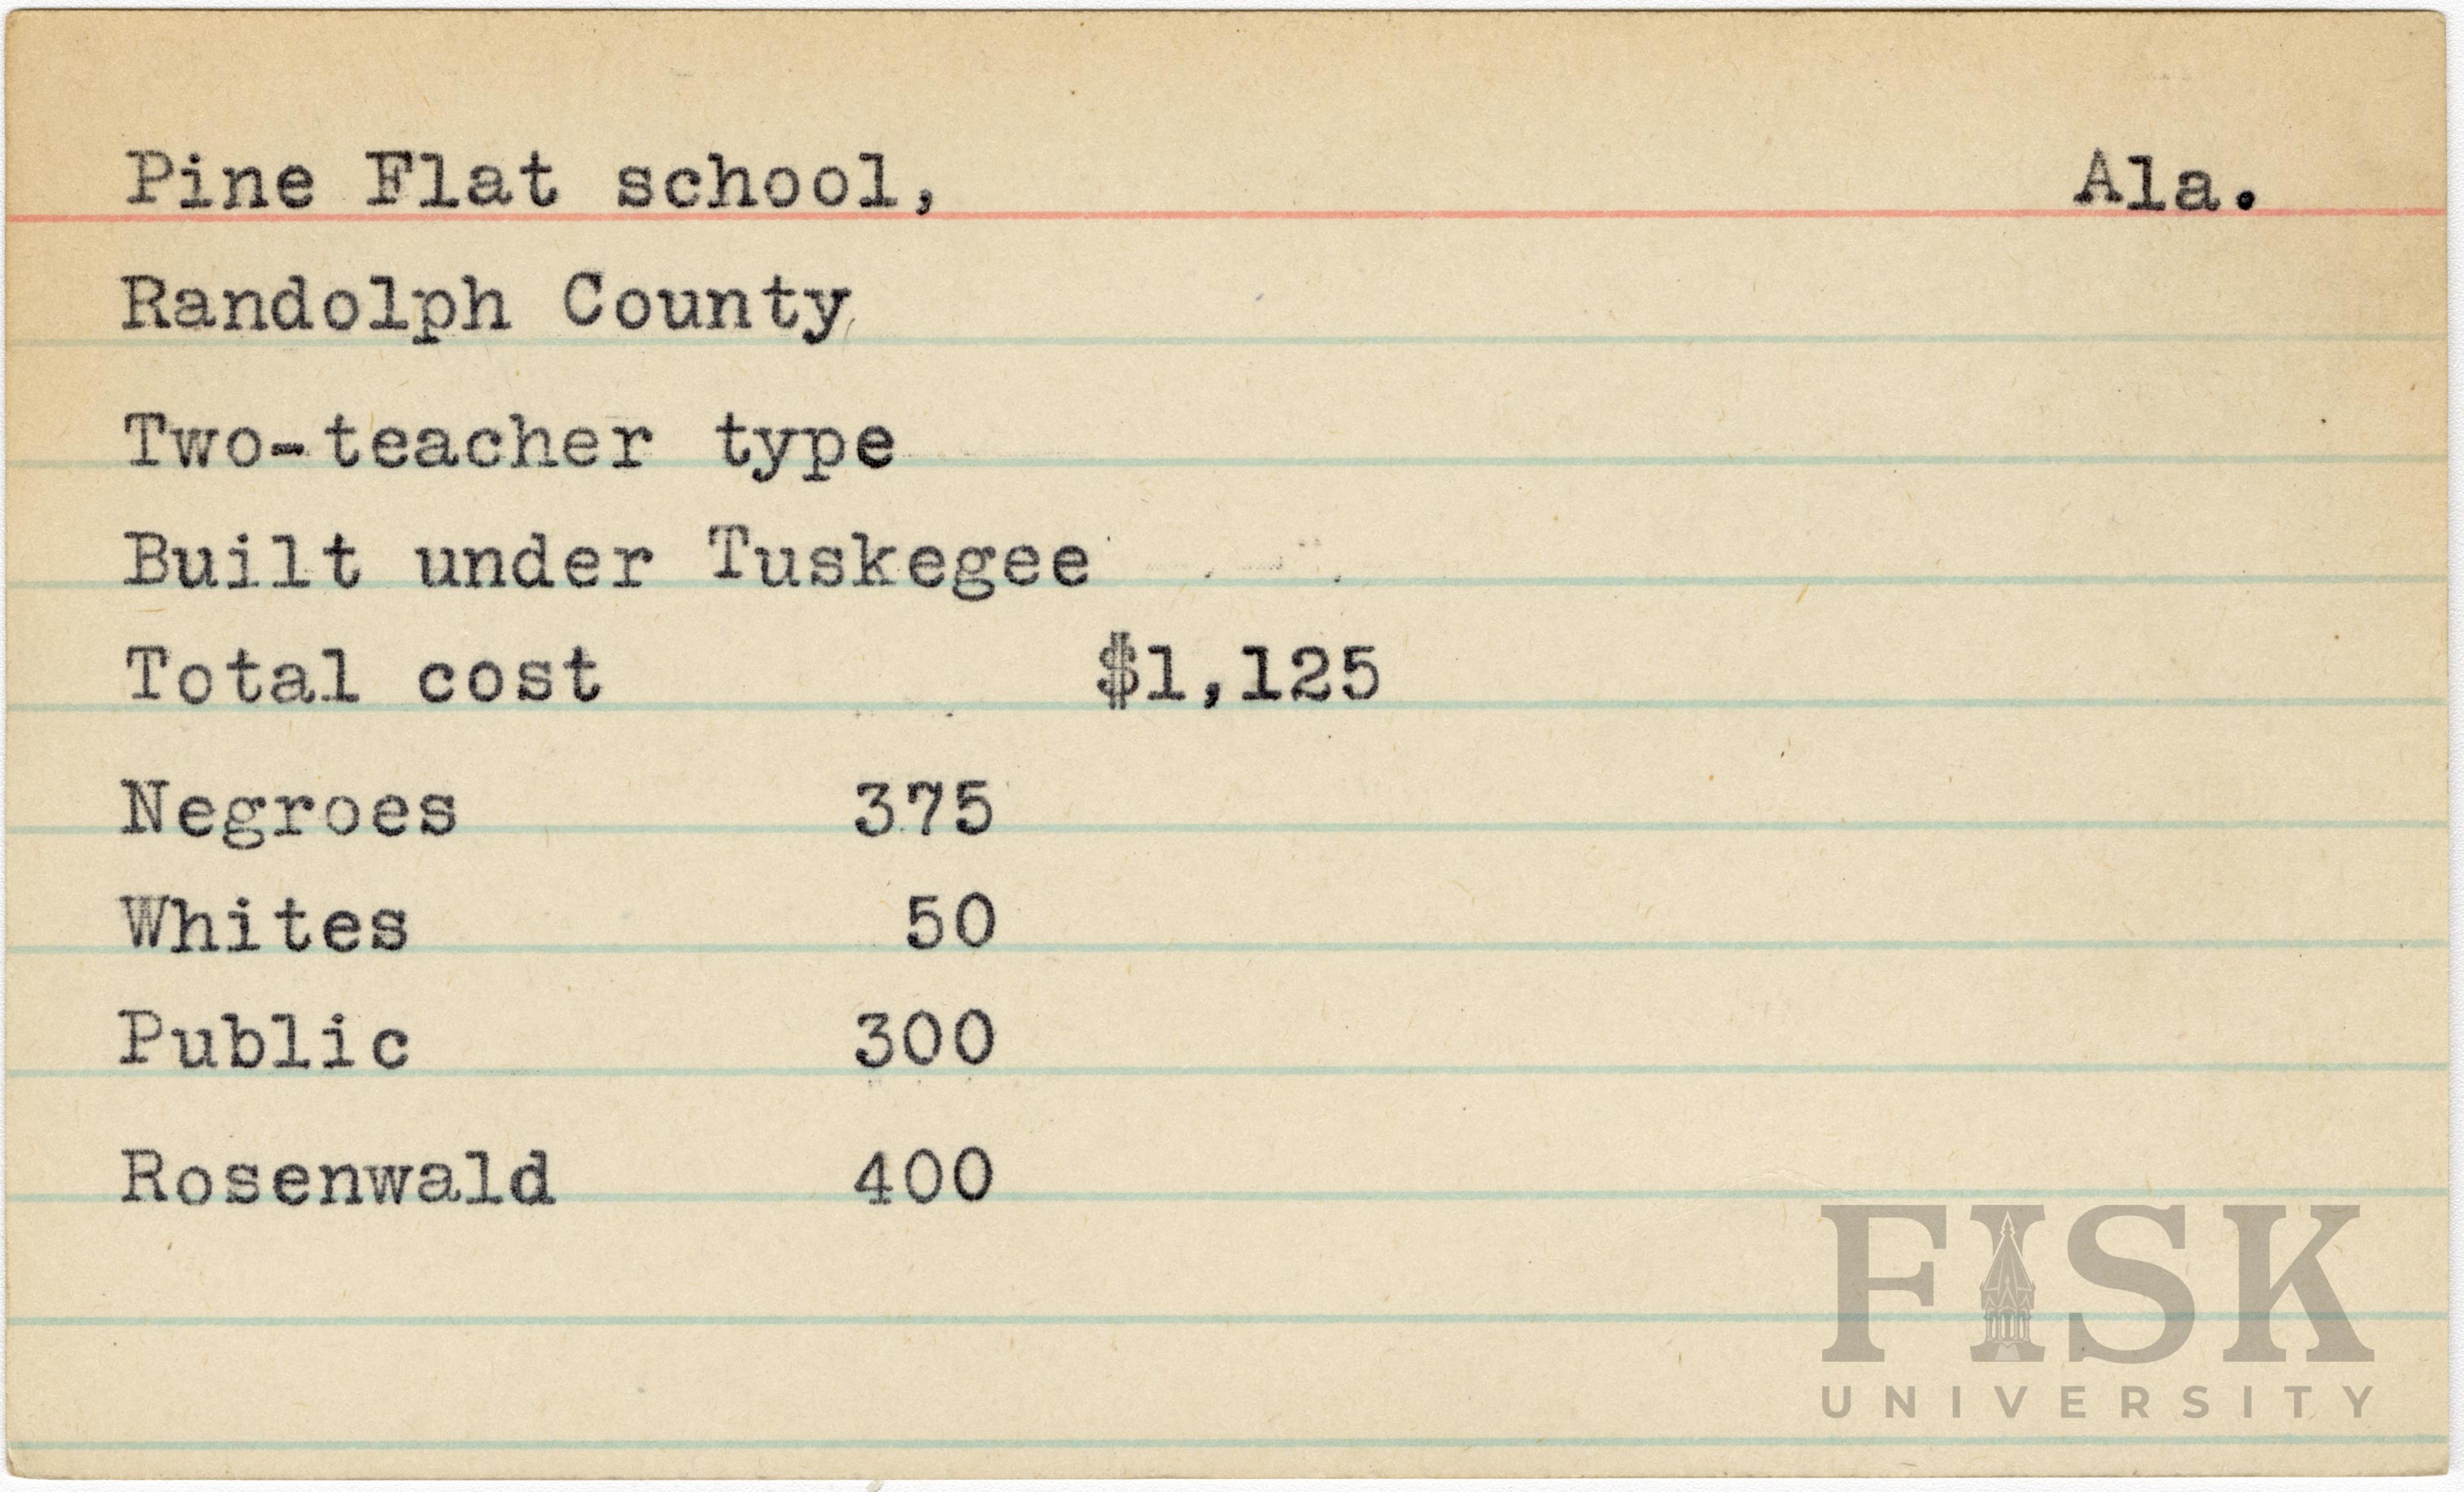 Pine Flat school, Ala.
Randolph County
Two-teacher type
Built under Tuskegee
Total cost $1,125
Negroes 375
Whites 50
Public 300
Rosenwald 400
FISK
UNIVERSITY